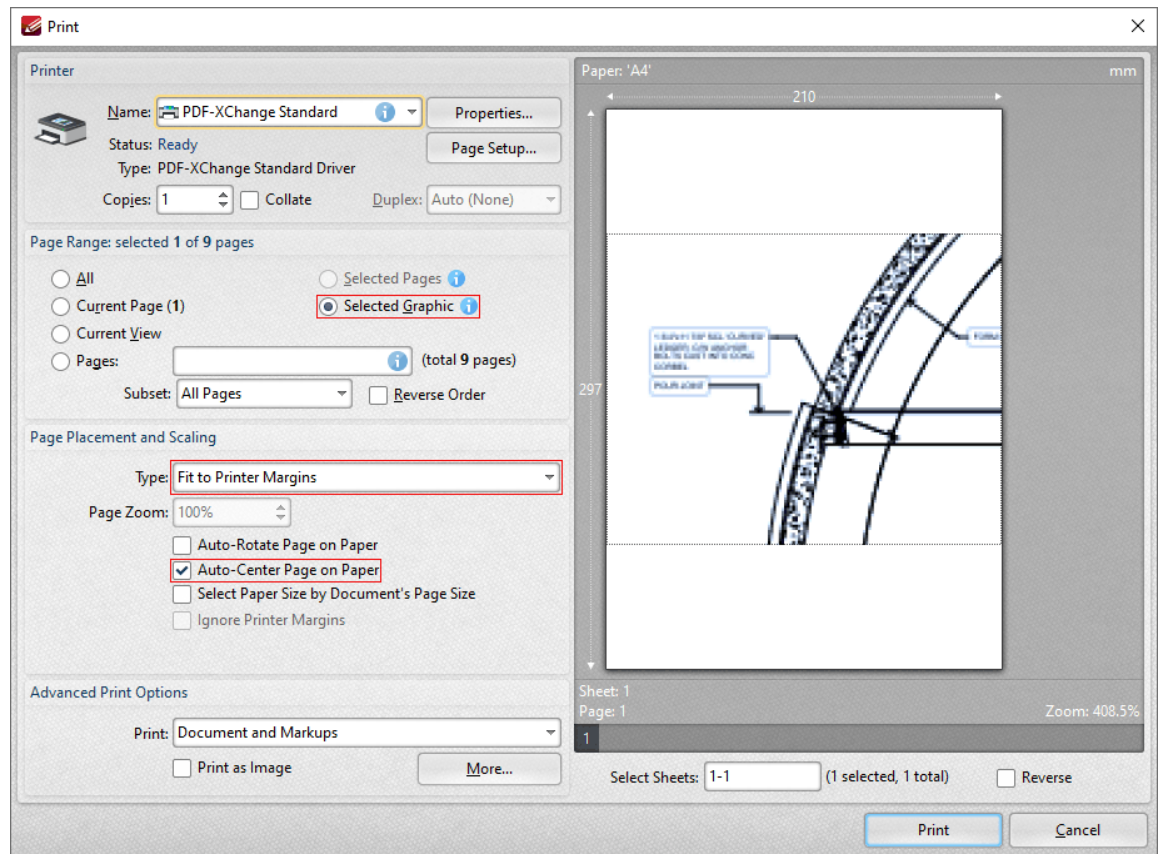 Print
Printer
Name: PDF-XChange Standard
Properties...
Status: Ready
Page Setup...
Type: PDF-XChange Standard Driver
Copies: 1
Collate
Duplex: Auto (None)
Page Range: selected 1 of 9 pages
All
Selected Pages
Current Page (1)
Selected Graphic
Current View
Pages:
(total 9 pages)
Subset: All Pages
Reverse Order
Page Placement and Scaling
Type: Fit to Printer Margins
Page Zoom: 100%
Auto-Rotate Page on Paper
Auto-Center Page on Paper
Select Paper Size by Document's Page Size
Ignore Printer Margins
Advanced Print Options
Print: Document and Markups
Print as Image
More...
Paper: 'A4'
mm
210
297
POUR JOINT
Sheet: 1
Page: 1
Zoom: 408.5%
1
Select Sheets: 1-1
(1 selected, 1 total)
Reverse
Print
Cancel